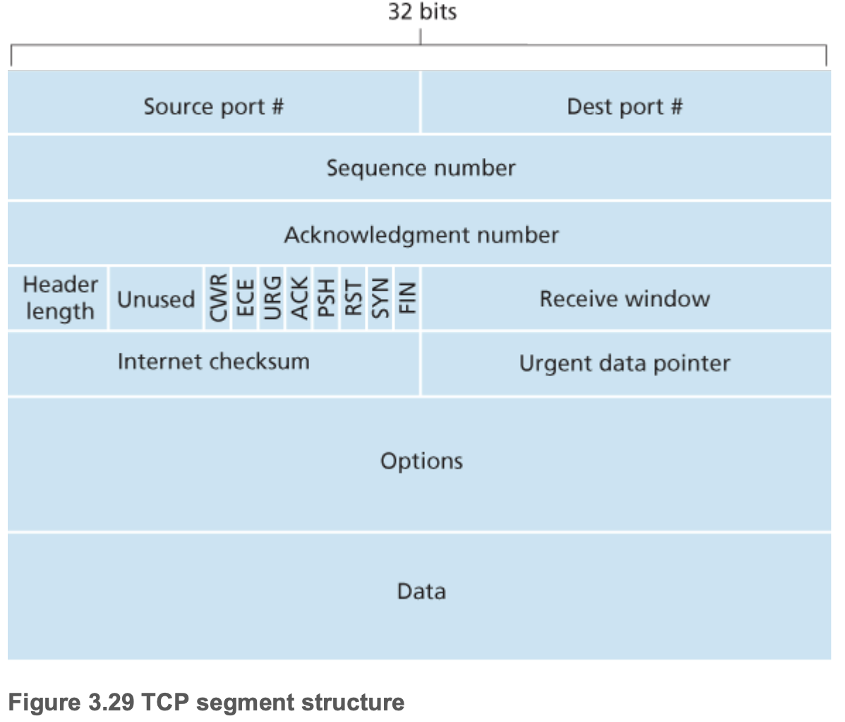 32 bits
Source port # Dest port #
Sequence number
Acknowledgment number
Header length Unused CWR ECE URG ACK PSH RST SYN FIN Receive window
Internet checksum Urgent data pointer
Options
Data
Figure 3.29 TCP segment structure